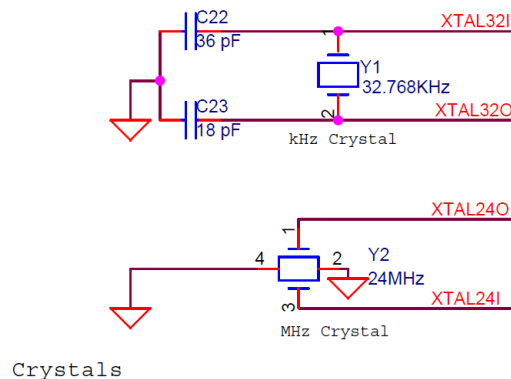 C22
36 pF
XTAL32I
1
Y1
32.768KHz
C23
18 pF
2
XTAL32O
kHz Crystal
XTAL24O
1
4
2
Y2
24MHz
3
XTAL24I
MHz Crystal
Crystals